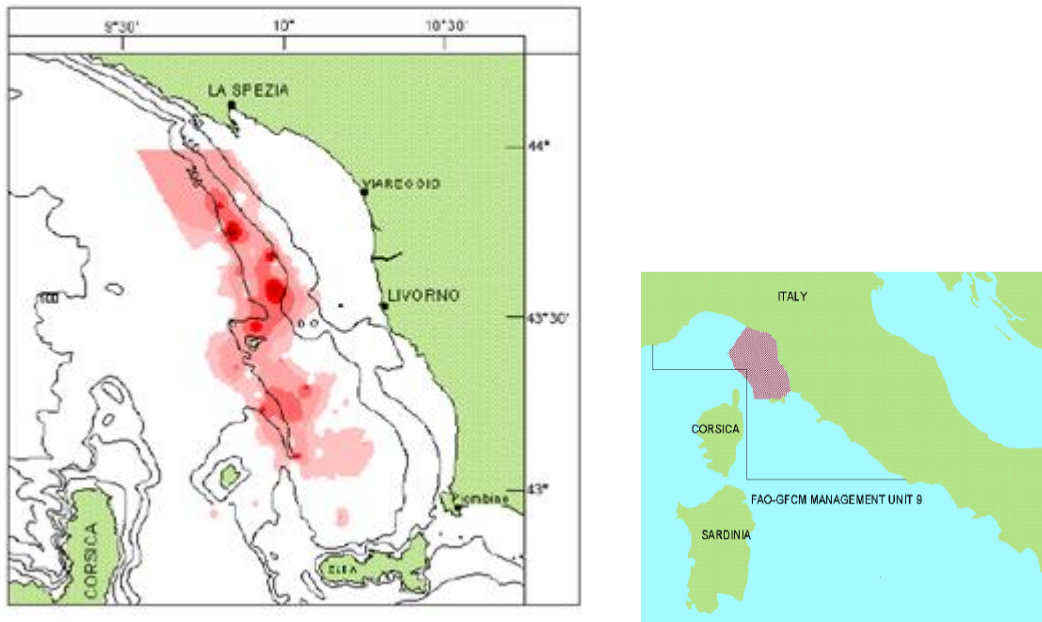 9°30'
10°
10°30'
LA SPEZIA
44°
VIAREGGIO
LIVORNO
43°30'
43°
Piombino
ELBA
CORSICA
ITALY
CORSICA
FAO-GFCM MANAGEMENT UNIT 9
SARDINIA